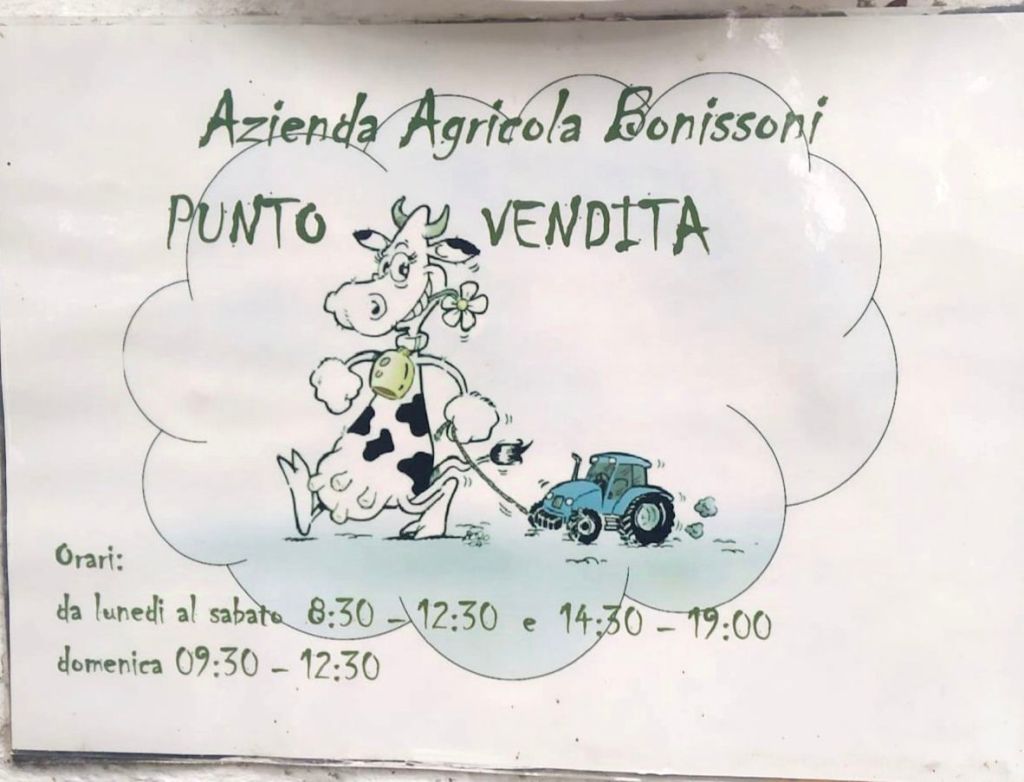 Azienda Agricola Bonissoni
PUNTO VENDITA
Orari:
da lunedi al sabato 8:30 – 12:30 e 14:30 – 19:00
domenica 09:30 – 12:30